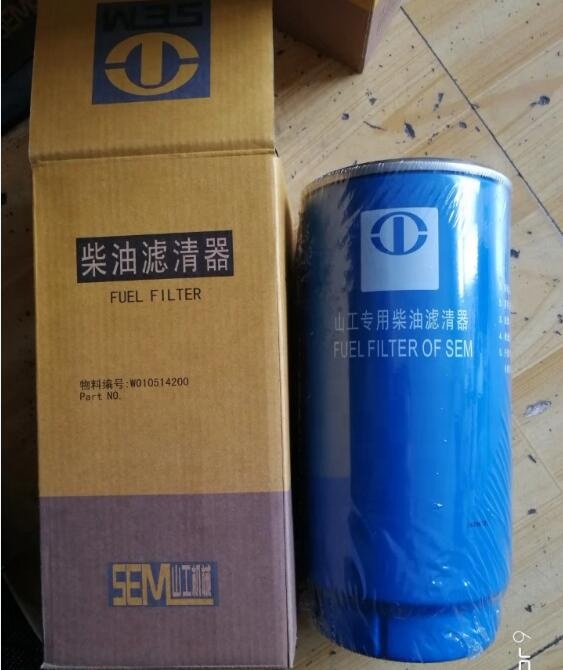 SEM
柴油滤清器
FUEL FILTER
物料编号:W010514200
Part NO.
SEM山工机械
山工专用柴油滤清器
FUEL FILTER OF SEM